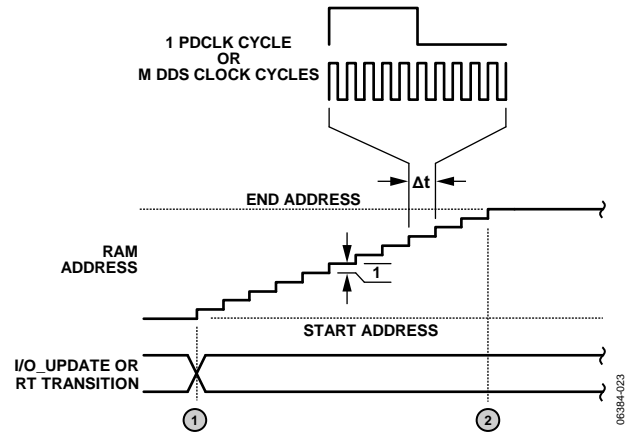 1 PDCLK CYCLE
OR
M DDS CLOCK CYCLES
Δt
END ADDRESS
RAM
ADDRESS
1
START ADDRESS
I/O_UPDATE OR
RT TRANSITION
1
2
06384-023